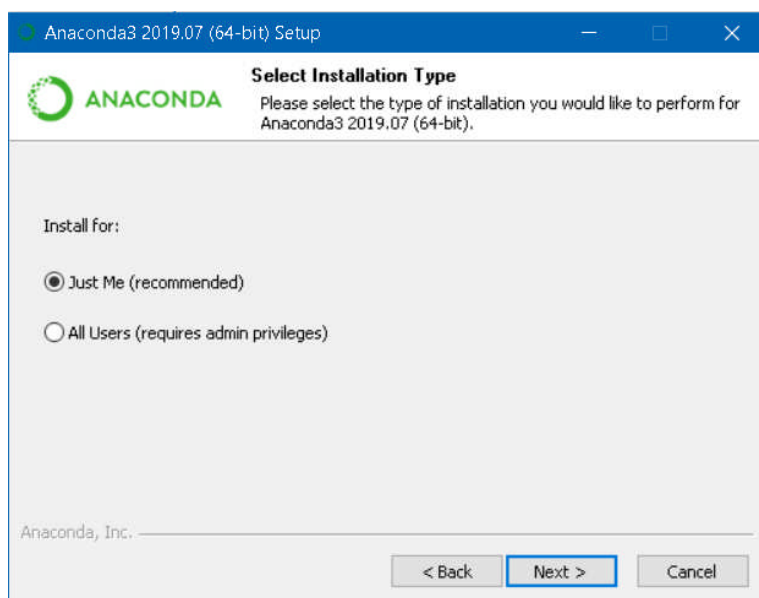 Anaconda3 2019.07 (64-bit) Setup
ANACONDA
Select Installation Type
Please select the type of installation you would like to perform for
Anaconda3 2019.07 (64-bit).
Install for:
Just Me (recommended)
All Users (requires admin privileges)
Anaconda, Inc.
< Back
Next >
Cancel